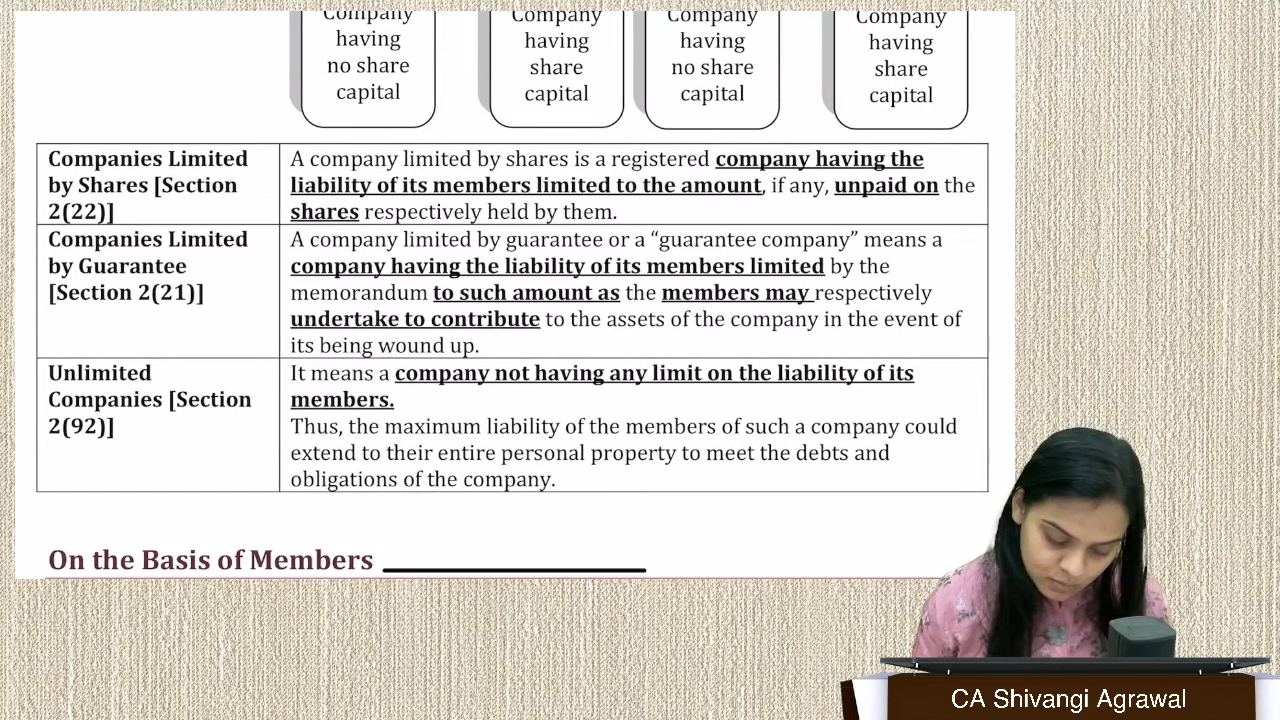 Company
having
no share
capital
Company
having
share
capital
Company
having
no share
capital
Company
having
share
capital
Companies Limited
by Shares [Section
2(22)]
A company limited by shares is a registered company having the
liability of its members limited to the amount, if any, unpaid on the
shares respectively held by them.
Companies Limited
by Guarantee
[Section 2(21)]
A company limited by guarantee or a “guarantee company” means a
company having the liability of its members limited by the
memorandum to such amount as the members may respectively
undertake to contribute to the assets of the company in the event of
its being wound up.
Unlimited
Companies [Section
2(92)]
It means a company not having any limit on the liability of its
members.
Thus, the maximum liability of the members of such a company could
extend to their entire personal property to meet the debts and
obligations of the company.
On the Basis of Members
CA Shivangi Agrawal